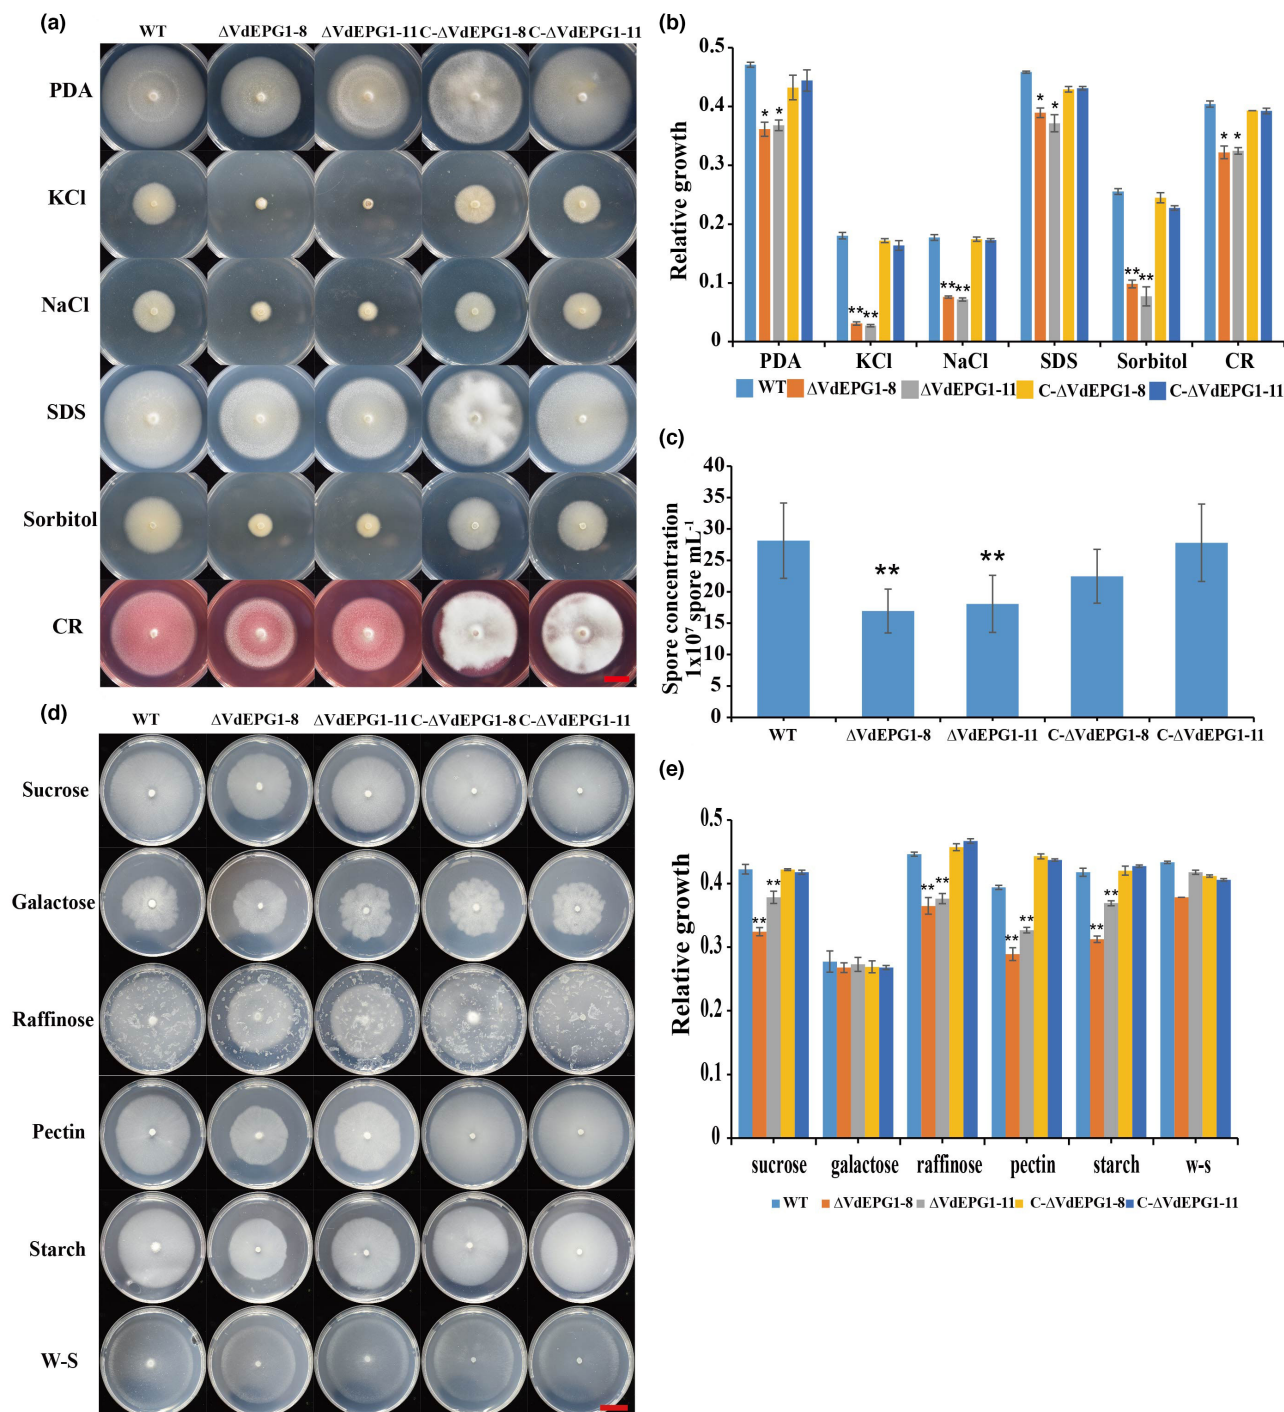 (a)
WT ΔVdEPG1-8 ΔVdEPG1-11 C-ΔVdEPG1-8 C-ΔVdEPG1-11
PDA
KCl
NaCl
SDS
Sorbitol
CR
(b)
Relative growth
0.5
0.4
0.3
0.2
0.1
0
* *
** **
** **
* *
** **
* *
PDA KCl NaCl SDS Sorbitol CR
WT ΔVdEPG1-8 ΔVdEPG1-11 C-ΔVdEPG1-8 C-ΔVdEPG1-11
(c)
Spore concentration
1x10⁷ spore mL⁻¹
40
35
30
25
20
15
10
5
0
** **
WT ΔVdEPG1-8 ΔVdEPG1-11 C-ΔVdEPG1-8 C-ΔVdEPG1-11
(d)
WT ΔVdEPG1-8 ΔVdEPG1-11 C-ΔVdEPG1-8 C-ΔVdEPG1-11
Sucrose
Galactose
Raffinose
Pectin
Starch
W-S
(e)
Relative growth
0.5
0.4
0.3
0.2
0.1
0
** **
** **
** **
** **
sucrose galactose raffinose pectin starch w-s
WT ΔVdEPG1-8 ΔVdEPG1-11 C-ΔVdEPG1-8 C-ΔVdEPG1-11